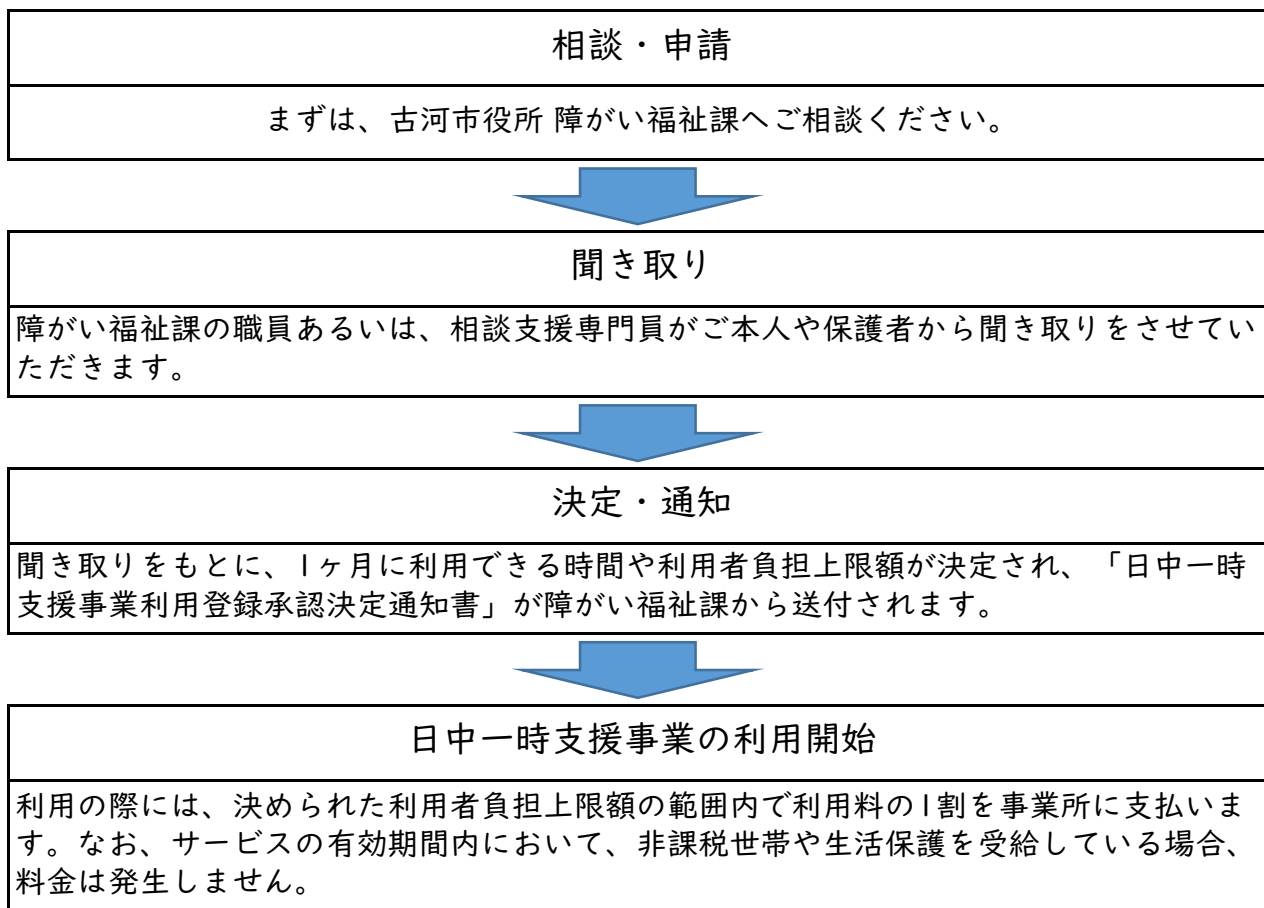 相談・申請
まずは、古河市役所 障がい福祉課へご相談ください。
聞き取り
障がい福祉課の職員あるいは、相談支援専門員がご本人や保護者から聞き取りをさせてい
ただきます。
決定・通知
聞き取りをもとに、1ヶ月に利用できる時間や利用者負担上限額が決定され、「日中一時
支援事業利用登録承認決定通知書」が障がい福祉課から送付されます。
日中一時支援事業の利用開始
利用の際には、決められた利用者負担上限額の範囲内で利用料の1割を事業所に支払いま
す。なお、サービスの有効期間内において、非課税世帯や生活保護を受給している場合、
料金は発生しません。